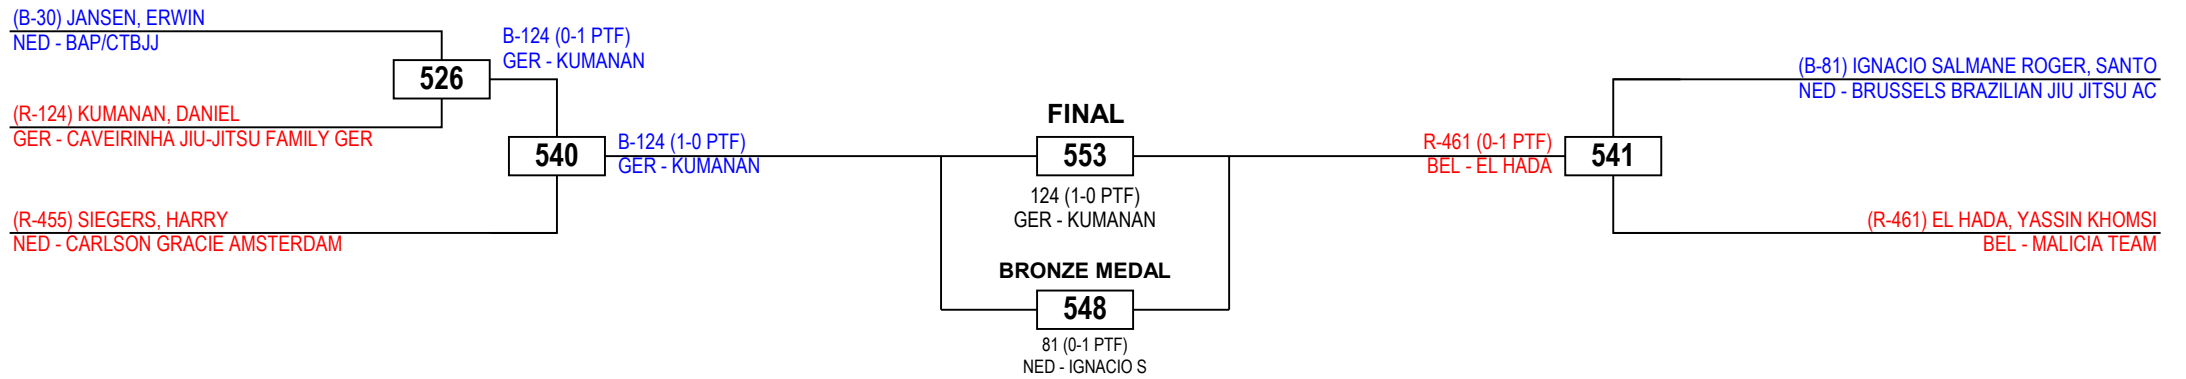 (B-30) JANSEN, ERWIN
NED - BAP/CTBJJ
B-124 (0-1 PTF)
GER - KUMANAN
526
(R-124) KUMANAN, DANIEL
GER - CAVEIRINHA JIU-JITSU FAMILY GER
540
B-124 (1-0 PTF)
GER - KUMANAN
(R-455) SIEGERS, HARRY
NED - CARLSON GRACIE AMSTERDAM
FINAL
553
124 (1-0 PTF)
GER - KUMANAN
BRONZE MEDAL
548
81 (0-1 PTF)
NED - IGNACIO S
R-461 (0-1 PTF)
BEL - EL HADA
541
(B-81) IGNACIO SALMANE ROGER, SANTO
NED - BRUSSELS BRAZILIAN JIU JITSU AC
(R-461) EL HADA, YASSIN KHOMSI
BEL - MALICIA TEAM